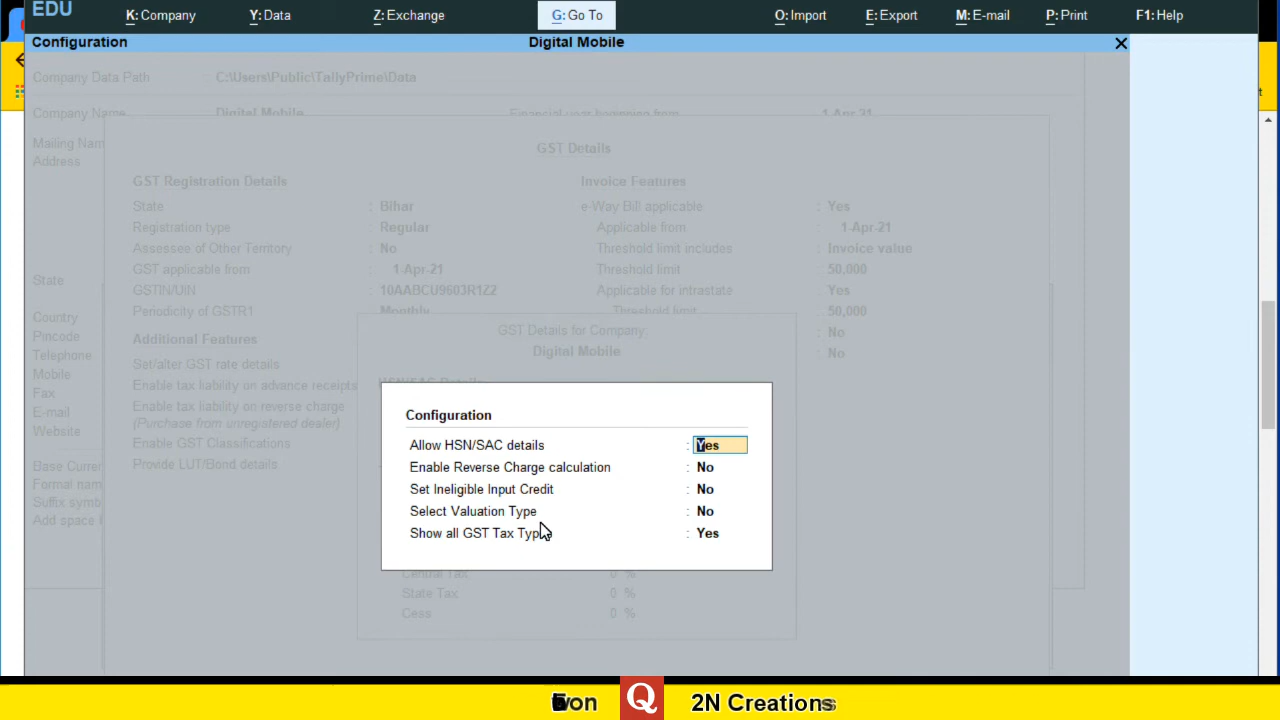 EDU
K: Company
Y: Data
Z: Exchange
G: Go To
O: Import
E: Export
M: E-mail
P: Print
F1: Help
Configuration
Digital Mobile
Company Data Path : C:\Users\Public\TallyPrime\Data
Company Name : Digital Mobile
Financial year beginning from : 1-Apr-21
Mailing Nam
Address
GST Details
GST Registration Details
State : Bihar
Registration type : Regular
Assessee of Other Territory : No
GST applicable from : 1-Apr-21
GSTIN/UIN : 10AABCU9603R1Z2
Periodicity of GSTR1 : Monthly
Additional Features
Set/alter GST rate details
Enable tax liability on advance receipts
Enable tax liability on reverse charge
(Purchase from unregistered dealer)
Enable GST Classifications
Provide LUT/Bond details
Invoice Features
e-Way Bill applicable : Yes
Applicable from : 1-Apr-21
Threshold limit includes : Invoice value
Threshold limit : 50,000
Applicable for intrastate : Yes
Threshold limit : 50,000
: No
: No
State
Country
Pincode
Telephone
Mobile
Fax
E-mail
Website
Base Curren
Formal nam
Suffix symb
Add space
GST Details for Company:
Digital Mobile
HSN/SAC Details
Configuration
Allow HSN/SAC details : Yes
Enable Reverse Charge calculation : No
Set Ineligible Input Credit : No
Select Valuation Type : No
Show all GST Tax Typ : Yes
Central Tax 0 %
State Tax 0 %
Cess 0 %
Q
2N Creations